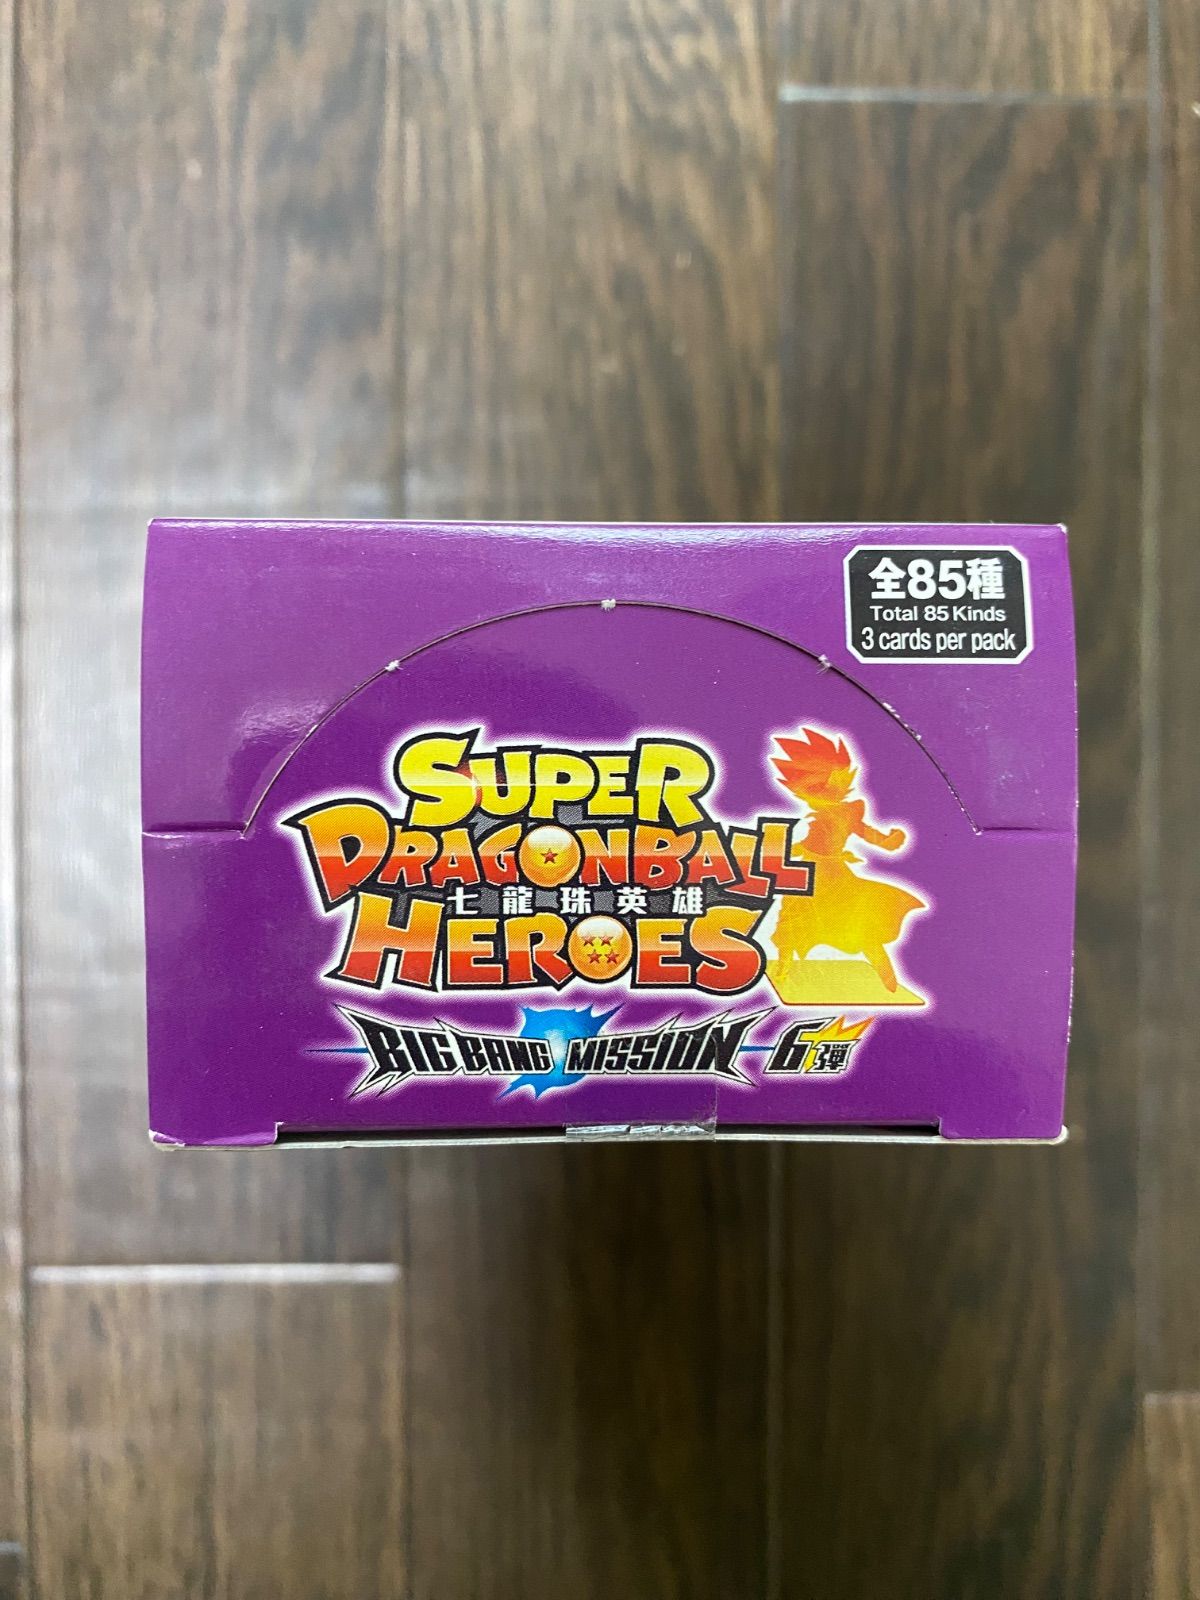 全85種
Total 85 Kinds
3 cards per pack
SUPER
DRAGONBALL
七龍珠英雄
HEROES
BIG BANG MISSION 6弾